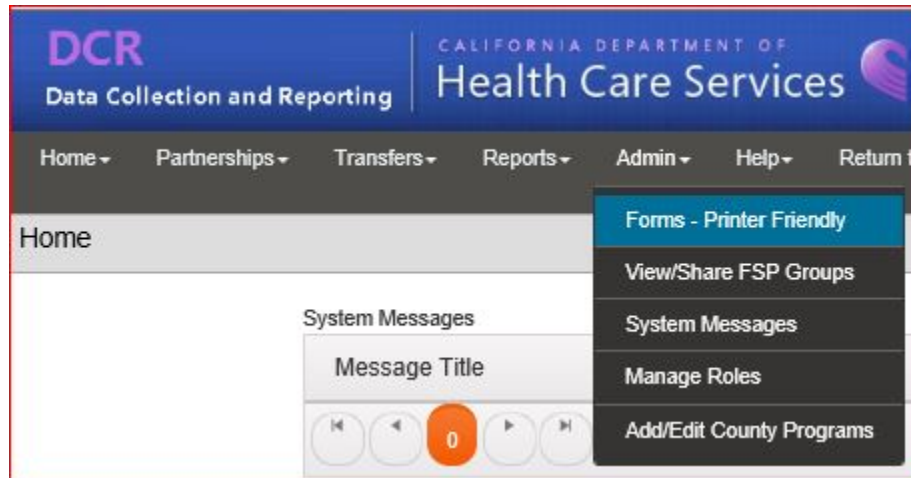 DCR
Data Collection and Reporting
CALIFORNIA DEPARTMENT OF
Health Care Services
Home Partnerships Transfers Reports Admin Help Return
Home
Forms - Printer Friendly
View/Share FSP Groups
System Messages
Manage Roles
Add/Edit County Programs
System Messages
Message Title
0